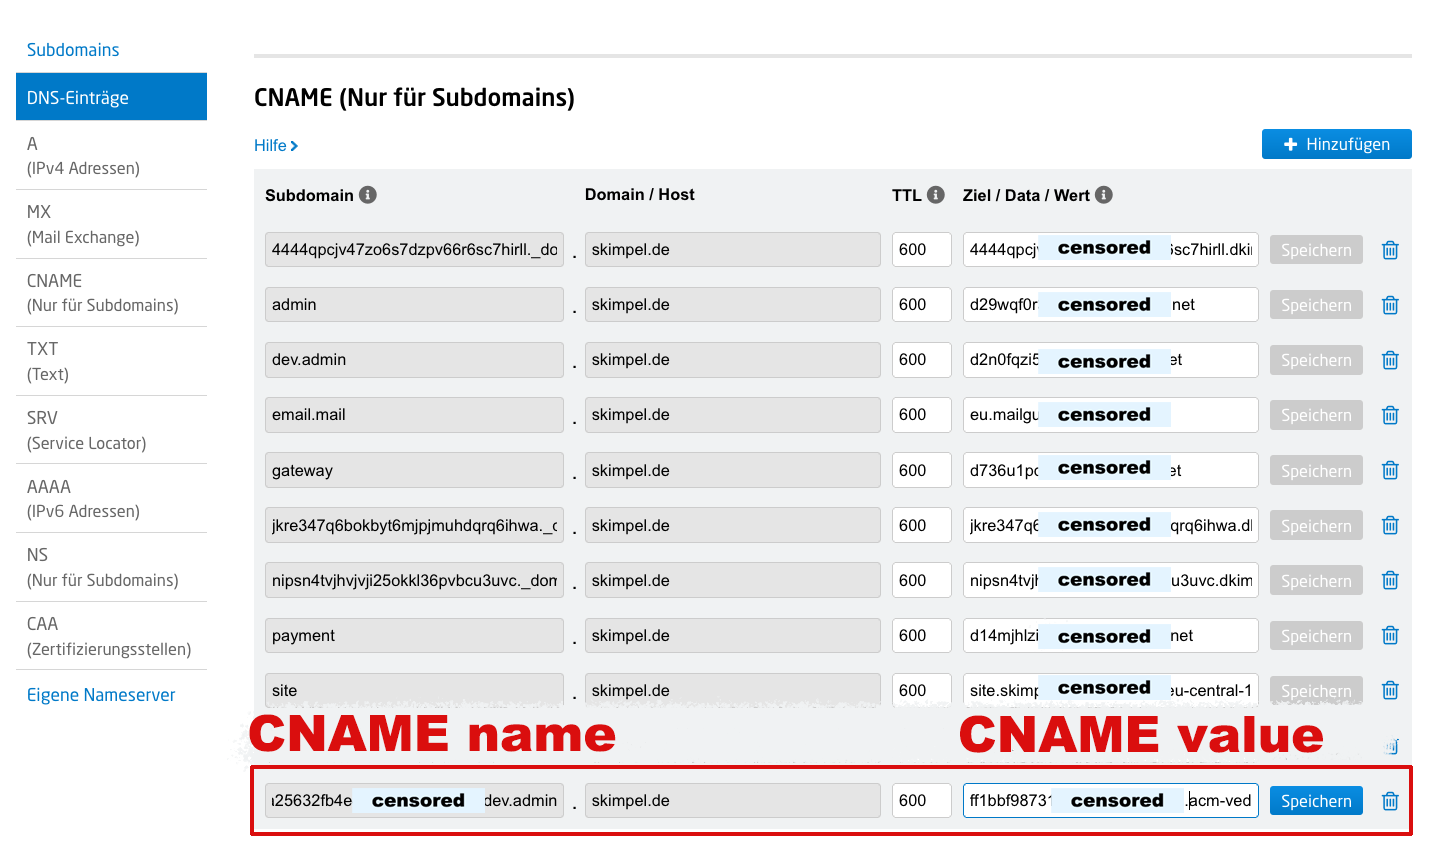 Subdomains
DNS-Einträge
A
(IPv4 Adressen)
MX
(Mail Exchange)
CNAME
(Nur für Subdomains)
TXT
(Text)
SRV
(Service Locator)
AAAA
(IPv6 Adressen)
NS
(Nur für Subdomains)
CAA
(Zertifizierungsstellen)
Eigene Nameserver
CNAME (Nur für Subdomains)
Hilfe
Hinzufügen
Subdomain Domain / Host TTL Ziel / Data / Wert
4444qpcjv47zo6s7dzpv66r6sc7hirll._do . skimpel.de 600 4444qpcj censored sc7hirll.dki Speichern
admin . skimpel.de 600 d29wqf0r censored net Speichern
dev.admin . skimpel.de 600 d2n0fqzi5 censored et Speichern
email.mail . skimpel.de 600 eu.mailgu censored Speichern
gateway . skimpel.de 600 d736u1p censored et Speichern
jkre347q6bokbyt6mjpjmuhdqrq6ihwa._d . skimpel.de 600 jkre347q6 censored qrq6ihwa.d Speichern
nipsn4tvjhvjvji25okkl36pvbcu3uvc._dom . skimpel.de 600 nipsn4tvj censored u3uvc.dkim Speichern
payment . skimpel.de 600 d14mjhlzi censored net Speichern
site . skimpel.de 600 site.skimp censored eu-central-1 Speichern
CNAME name CNAME value
a25632fb4e censored dev.admin . skimpel.de 600 ff1bbf98731 censored .acm-ved Speichern